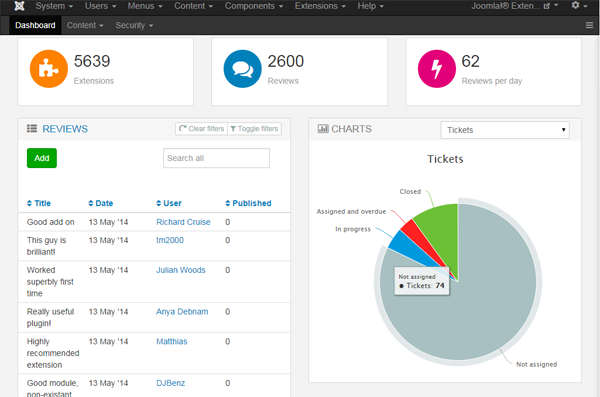 System Users Menus Content Components Extensions Help Joomla!® Exten...
Dashboard Content Security
5639
Extensions
2600
Reviews
62
Reviews per day
REVIEWS Clear filters Toggle filters
Add Search all
Title Date User Published
Good add on 13 May '14 Richard Cruise 0
This guy is 13 May '14 tm2000 0
brilliant!
Worked 13 May '14 Julian Woods 0
superbly first
time
Really useful 13 May '14 Anya Debnam 0
plugin!
Highly 13 May '14 Matthias 0
recommended
extension
Good module, 13 May '14 DJBenz 0
non-existant
CHARTS Tickets
Tickets
Closed
Assigned and overdue
In progress
Not assigned
Tickets: 74
Not assigned